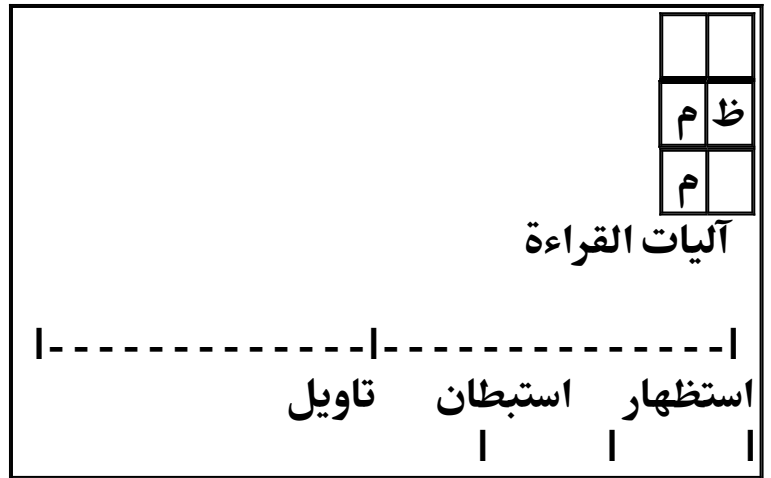 ظ م
م
آليات القراءة
|-------------|--------------|
استظهار استبطان تاويل
| | |